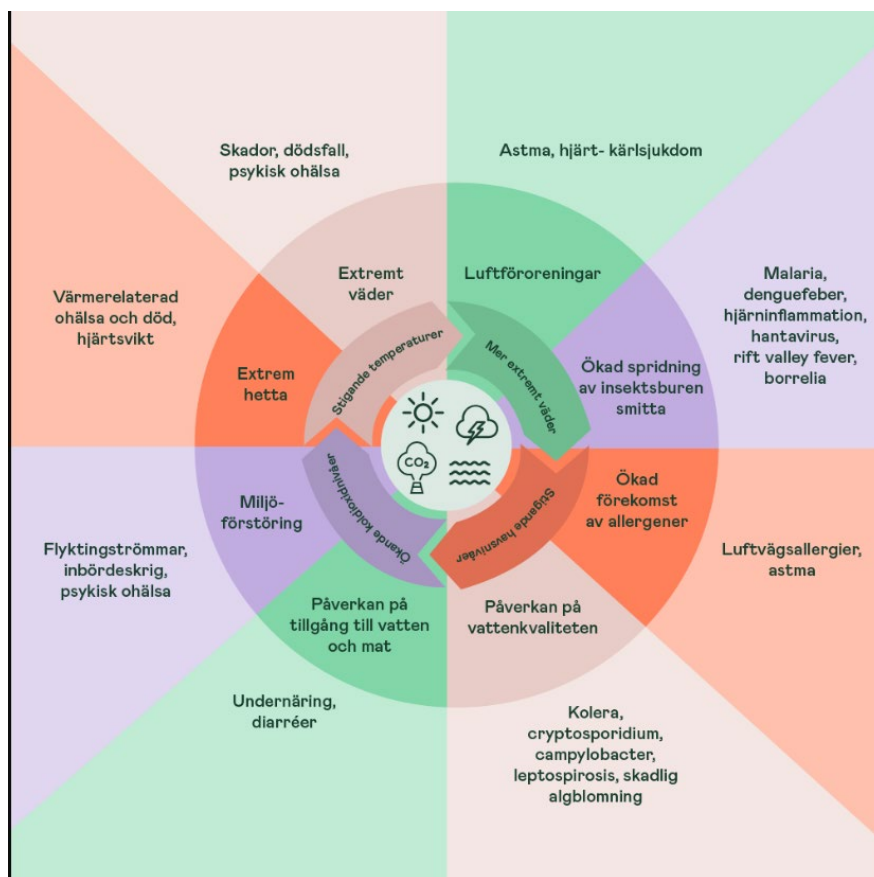 Skador, dödsfall,
psykisk ohälsa
Astma, hjärt- kärlsjukdom
Extremt
väder
Luftföroreningar
Malaria,
denguefeber,
hjärninflammation,
hantavirus,
rift valley fever,
borrelia
Värmerelaterad
ohälsa och död,
hjärtsvikt
Extrem
hetta
Stigande temperaturer
Mer extremt väder
Ökad spridning
av insektsburen
smitta
CO2
Ökande koldioxidnivåer
Stigande havsnivåer
Miljö-
förstöring
Ökad
förekomst
av allergener
Flyktingströmmar,
inbördeskrig,
psykisk ohälsa
Luftvägsallergier,
astma
Påverkan på
tillgång till vatten
och mat
Påverkan på
vattenkvaliteten
Undernäring,
diarréer
Kolera,
cryptosporidium,
campylobacter,
leptospirosis, skadlig
algblomning